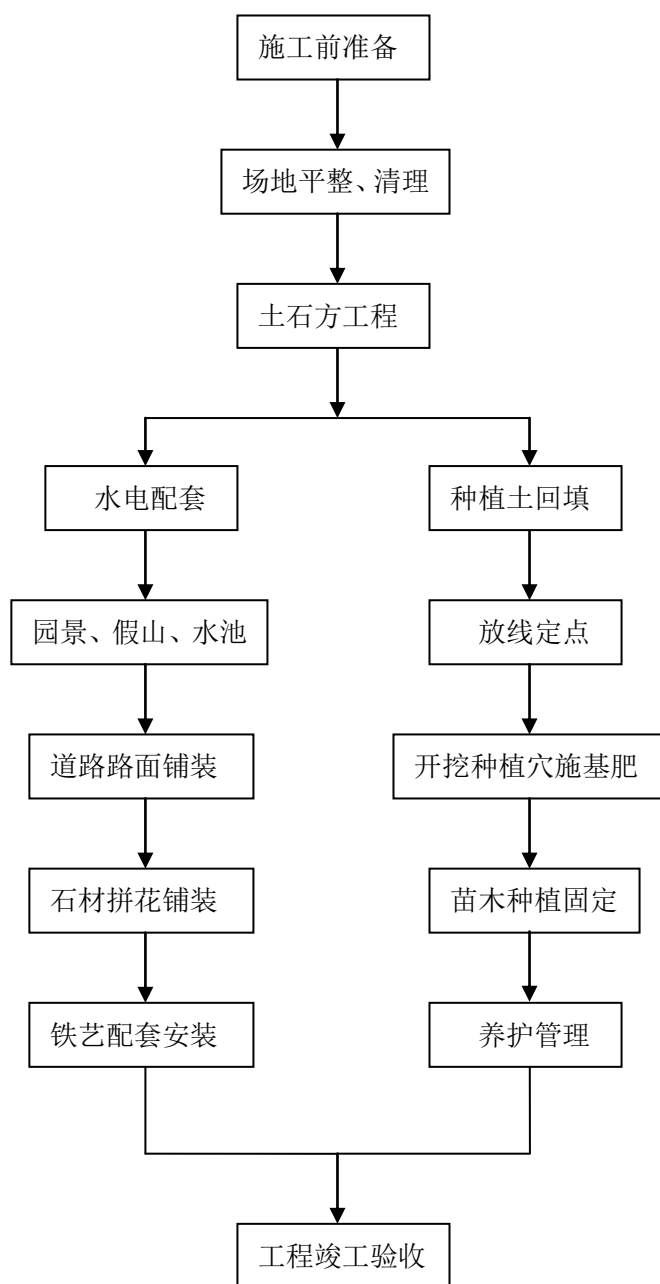 施工前准备
场地平整、清理
土石方工程
水电配套
种植土回填
园景、假山、水池
放线定点
道路路面铺装
开挖种植穴施基肥
石材拼花铺装
苗木种植固定
铁艺配套安装
养护管理
工程竣工验收